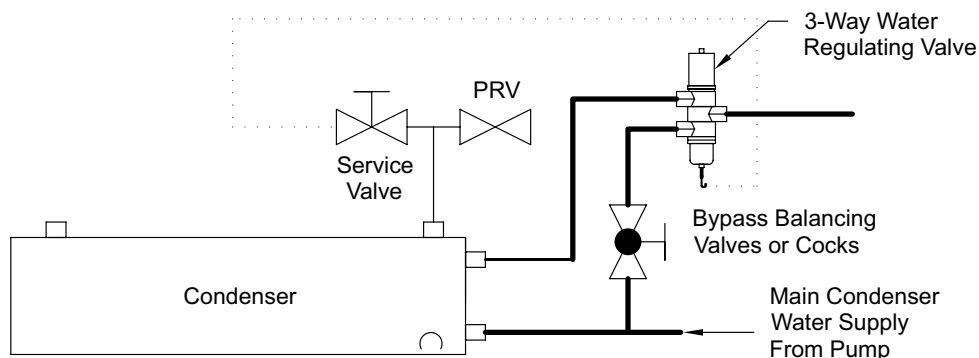 3-Way Water
Regulating Valve
PRV
Service
Valve
Bypass Balancing
Valves or Cocks
Condenser
Main Condenser
Water Supply
From Pump